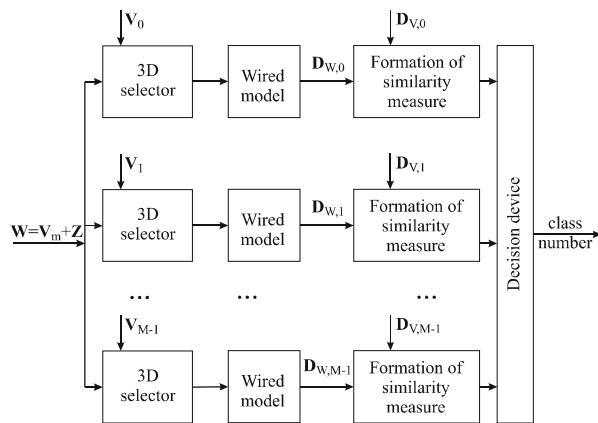 V0
DV,0
3D selector
Wired model
DW,0
Formation of similarity measure
V1
DV,1
3D selector
Wired model
DW,1
Formation of similarity measure
W=Vm+Z
Decision device
class number
...
...
...
VM-1
DV,M-1
3D selector
Wired model
DW,M-1
Formation of similarity measure